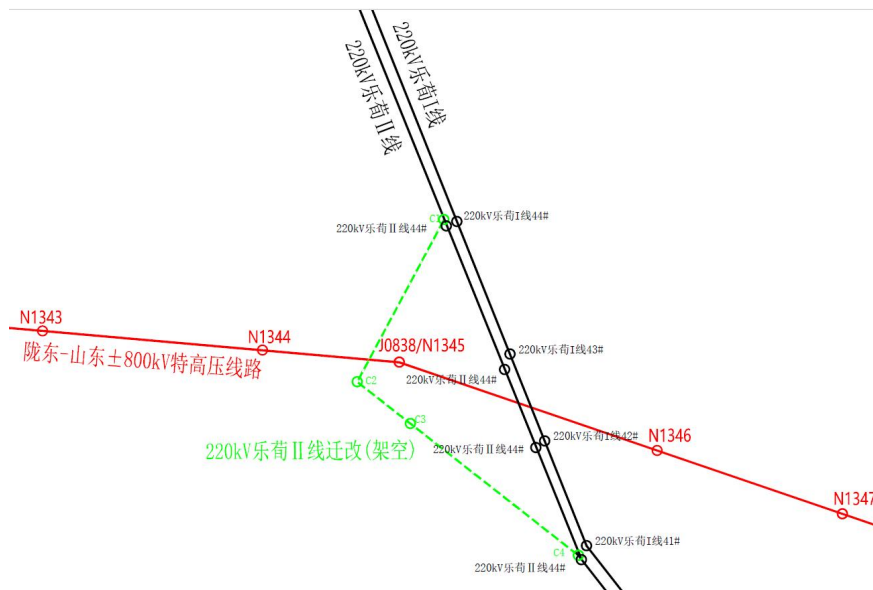 220kV乐荀Ⅰ线
220kV乐荀Ⅱ线
C1
220kV乐荀Ⅰ线44#
220kV乐荀Ⅱ线44#
N1343
N1344
J0838/N1345
陇东-山东±800kV特高压线路
220kV乐荀Ⅰ线43#
220kV乐荀Ⅱ线44#
C2
C3
220kV乐荀Ⅱ线迁改(架空)
220kV乐荀Ⅰ线42#
220kV乐荀Ⅱ线44#
N1346
N1347
C4
220kV乐荀Ⅰ线41#
220kV乐荀Ⅱ线44#